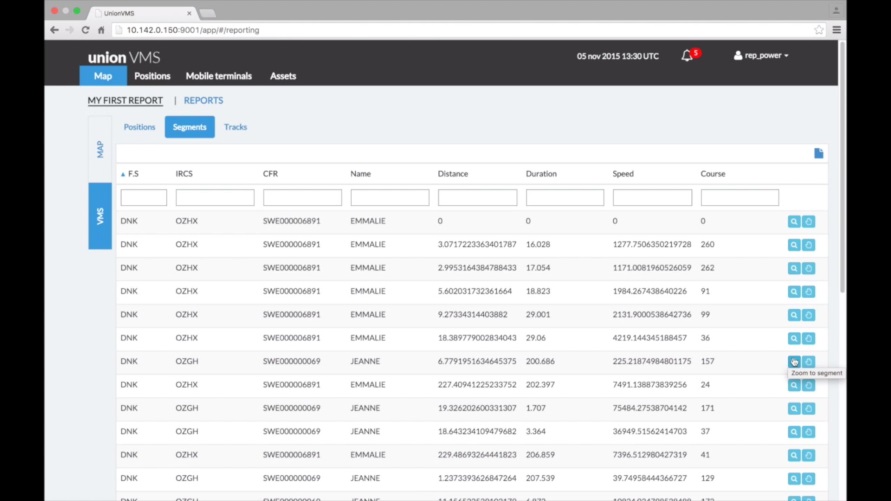 UnionVMS
10.142.0.150:9001/app/#/reporting
union VMS
05 nov 2015 13:30 UTC
5
rep_power
Map Positions Mobile terminals Assets
MY FIRST REPORT | REPORTS
Positions Segments Tracks
MAP
VMS
F.S IRCS CFR Name Distance Duration Speed Course
DNK OZHX SWE000006891 EMMALIE 0 0 0 0
DNK OZHX SWE000006891 EMMALIE 3.0717223363401787 16.028 1277.7506350219728 260
DNK OZHX SWE000006891 EMMALIE 2.9953164384788433 17.054 1171.0081960526059 262
DNK OZHX SWE000006891 EMMALIE 5.602031732361664 18.823 1984.267438640226 91
DNK OZHX SWE000006891 EMMALIE 9.27334314403882 29.001 2131.9000538642736 99
DNK OZHX SWE000006891 EMMALIE 18.389779002834043 29.06 4219.144345188457 36
DNK OZGH SWE000000069 JEANNE 6.7791951634645375 200.686 225.21874984801175 157
Zoom to segment
DNK OZHX SWE000006891 EMMALIE 227.40941225233752 202.397 7491.138873839256 24
DNK OZGH SWE000000069 JEANNE 19.326202600331307 1.707 75484.27538704142 171
DNK OZGH SWE000000069 JEANNE 18.643234109479682 3.364 36949.51562414703 37
DNK OZHX SWE000006891 EMMALIE 229.48693264441823 206.859 7396.512980427319 41
DNK OZGH SWE000000069 JEANNE 1.2373393626847264 207.539 39.74958444366727 129
DNK OZGH SWE000000069 JEANNE